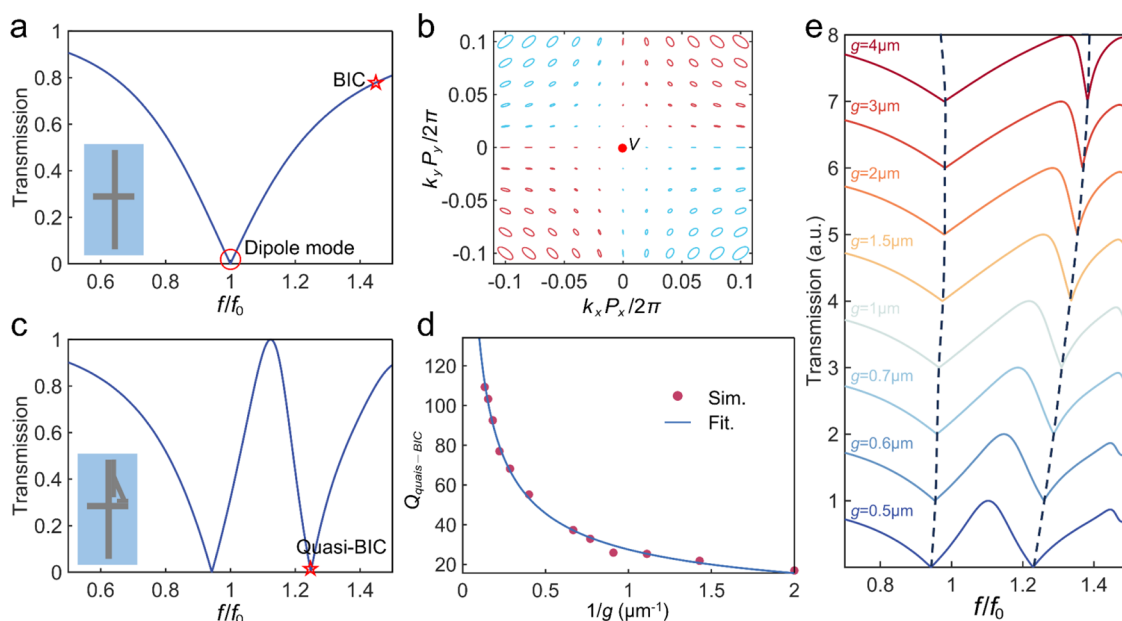 a
1
0.8
0.6
0.4
0.2
0
Transmission
BIC
Dipole mode
0.6
0.8
1
1.2
1.4
f/f0
b
0.10
0.05
0
-0.05
-0.1
kyPy/2π
V
-0.1
-0.05
0
0.05
0.1
kxPx/2π
c
1
0.8
0.6
0.4
0.2
0
Transmission
Quasi-BIC
0.6
0.8
1
1.2
1.4
f/f0
d
120
100
80
60
40
20
Qquais−BIC
Sim.
Fit.
0
0.5
1
1.5
2
1/g (μm-1)
e
8
7
6
5
4
3
2
1
Transmission (a.u.)
g=4μm
g=3μm
g=2μm
g=1.5μm
g=1μm
g=0.7μm
g=0.6μm
g=0.5μm
0.8
1
1.2
1.4
f/f0